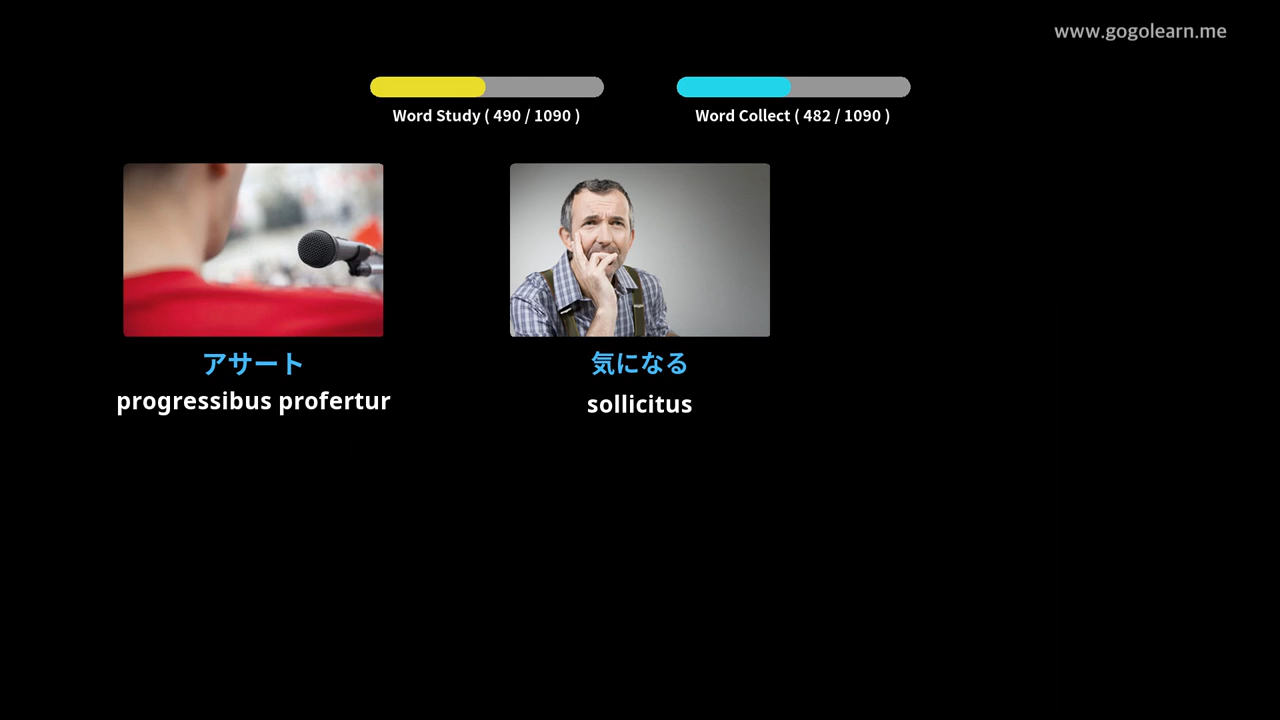 www.gogolearn.me
Word Study ( 490 / 1090 )
Word Collect ( 482 / 1090 )
アサート
progressibus profertur
気になる
sollicitus